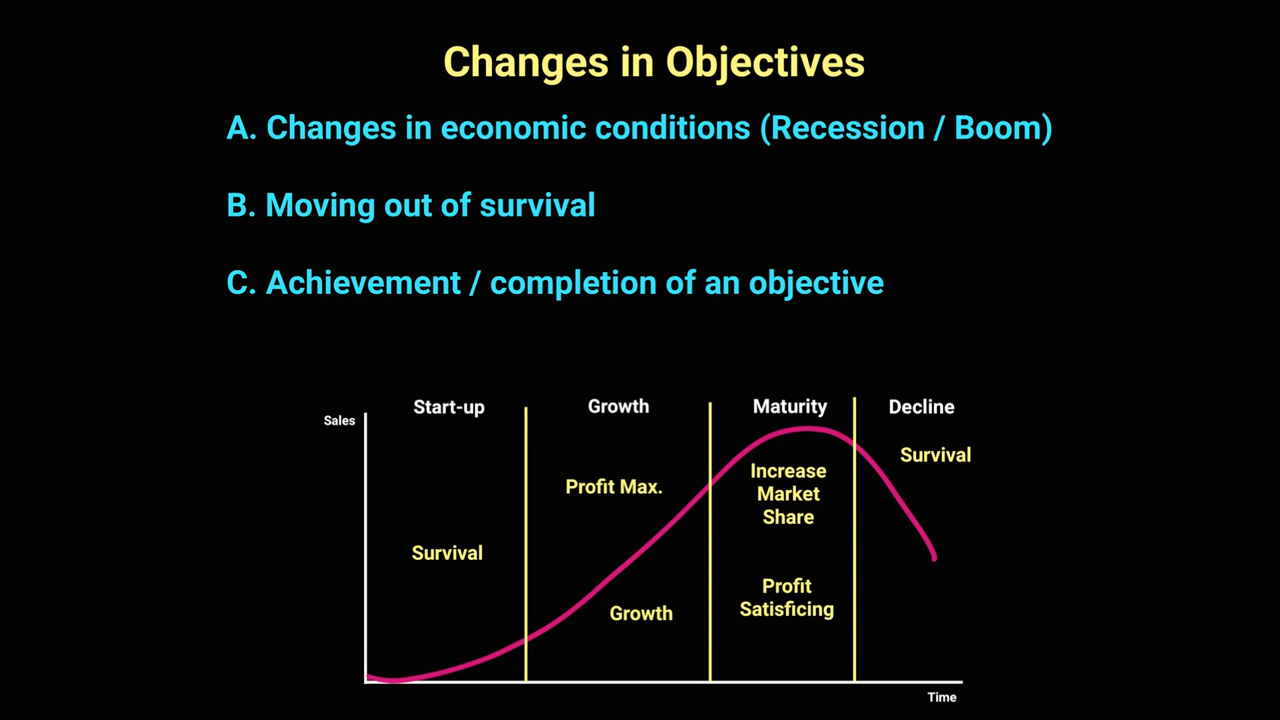 Changes in Objectives
A. Changes in economic conditions (Recession / Boom)
B. Moving out of survival
C. Achievement / completion of an objective
Start-up
Growth
Maturity
Decline
Sales
Survival
Profit Max.
Growth
Increase
Market
Share
Profit
Satisficing
Survival
Time